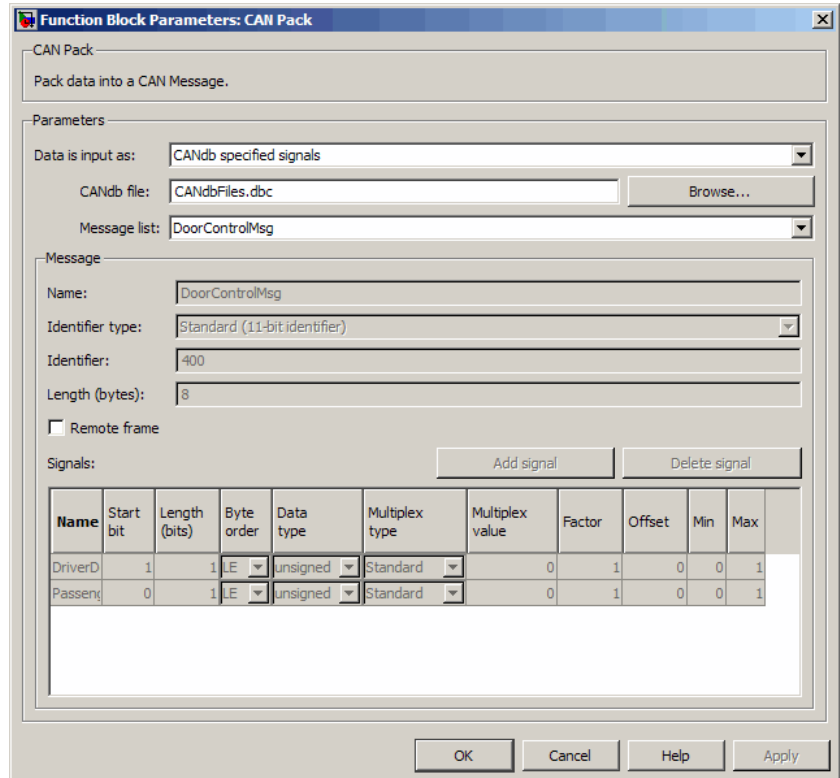 Function Block Parameters: CAN Pack
CAN Pack
Pack data into a CAN Message.
Parameters
Data is input as: CANdb specified signals
CANdb file: CANdbFiles.dbc Browse...
Message list: DoorControlMsg
Message
Name: DoorControlMsg
Identifier type: Standard (11-bit identifier)
Identifier: 400
Length (bytes): 8
Remote frame
Signals: Add signal Delete signal
Name Start bit Length (bits) Byte order Data type Multiplex type Multiplex value Factor Offset Min Max
DriverD 1 1 LE unsigned Standard 0 1 0 0 1
Passeng 0 1 LE unsigned Standard 0 1 0 0 1
OK Cancel Help Apply